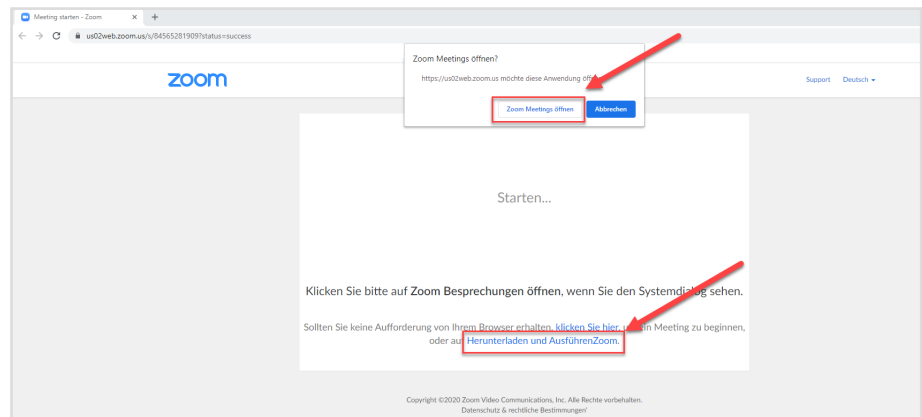 Meeting starten - Zoom
us02web.zoom.us/s/84565281909?status=success
Zoom Meetings öffnen?
https://us02web.zoom.us möchte diese Anwendung
Zoom Meetings öffnen Abbrechen
zoom
Support Deutsch
Starten...
Klicken Sie bitte auf Zoom Besprechungen öffnen, wenn Sie den Systemdialog sehen.
Sollten Sie keine Aufforderung von Ihrem Browser erhalten, klicken Sie hier, Meeting zu beginnen,
oder auf Herunterladen und AusführenZoom.
Copyright ©2020 Zoom Video Communications, Inc. Alle Rechte vorbehalten.
Datenschutz & rechtliche Bestimmungen'